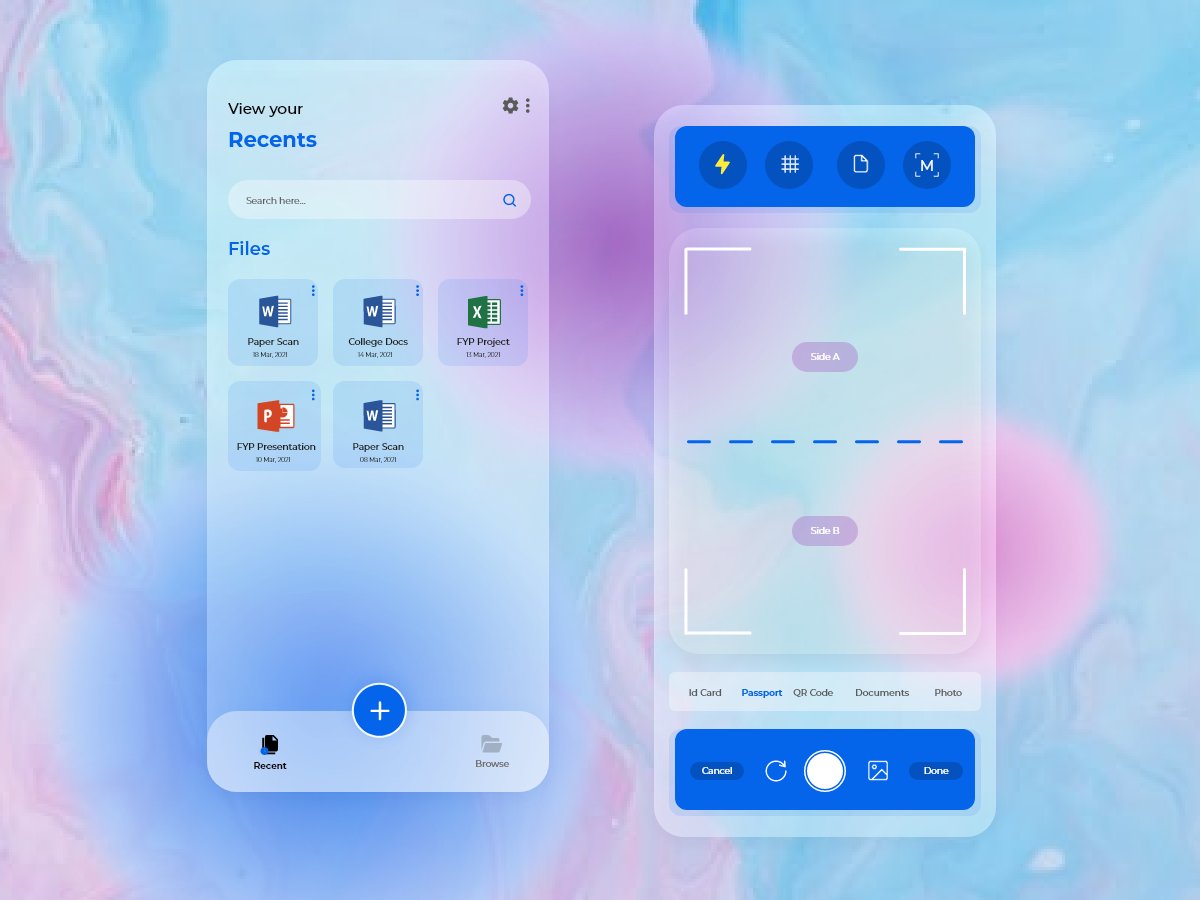 View your
Recents
Search here...
Files
W
Paper Scan
18 Mar, 2021
W
College Docs
14 Mar, 2021
X
FYP Project
13 Mar, 2021
P
FYP Presentation
10 Mar, 2021
W
Paper Scan
08 Mar, 2021
Recent
Browse
M
Side A
Side B
Id Card Passport QR Code Documents Photo
Cancel Done